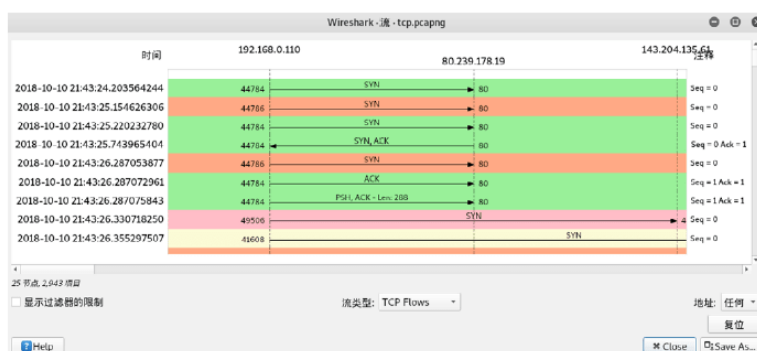 Wireshark · 流 · tcp.pcapng
时间 192.168.0.110 80.239.178.19 143.204.135.61 注释
2018-10-10 21:43:24.203564244 44784 SYN 80 Seq = 0
2018-10-10 21:43:25.154626306 44786 SYN 80 Seq = 0
2018-10-10 21:43:25.220232780 44784 SYN 80 Seq = 0
2018-10-10 21:43:25.743965404 44784 SYN, ACK 80 Seq = 0 Ack = 1
2018-10-10 21:43:26.287053877 44786 SYN 80 Seq = 0
2018-10-10 21:43:26.287072961 44784 ACK 80 Seq = 1 Ack = 1
2018-10-10 21:43:26.287075843 44784 PSH, ACK - Len: 288 80 Seq = 1 Ack = 1
2018-10-10 21:43:26.330718250 49506 SYN 4 Seq = 0
2018-10-10 21:43:26.355297507 41608 SYN Seq = 0
25 节点, 2,943 项目
显示过滤器的限制 流类型: TCP Flows 地址: 任何
复位
Help Close Save As...